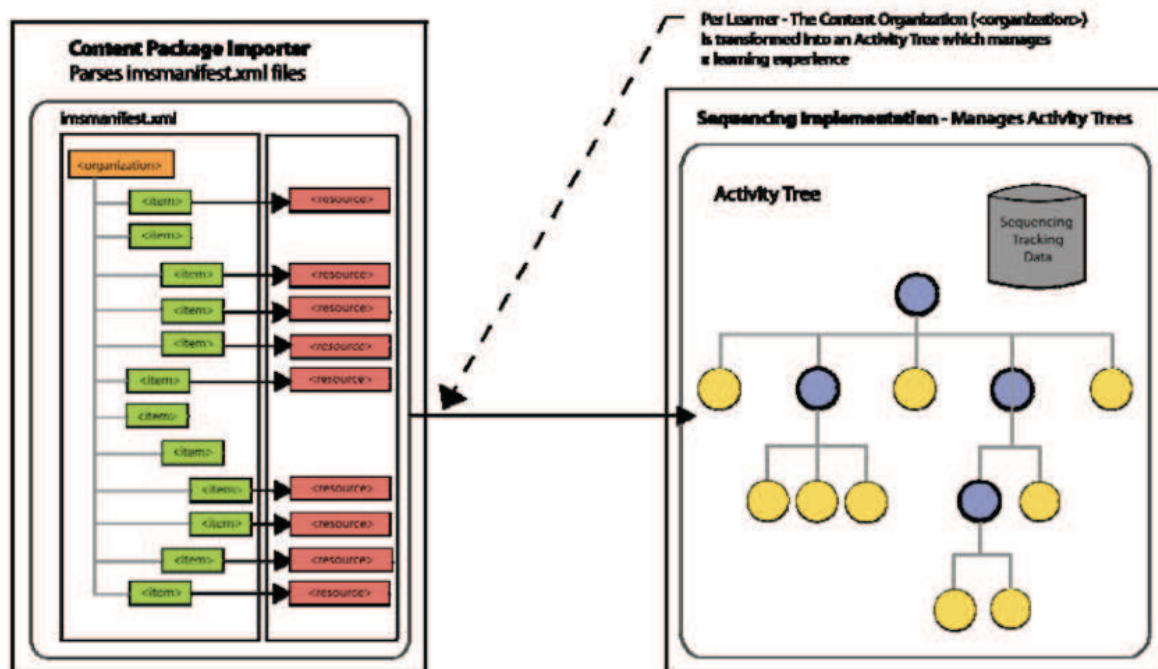 Content Package Importer
Parses imsmanifest.xml files
imsmanifest.xml
<organization>
<item>
<resource>
<item>
<item>
<resource>
<item>
<resource>
<item>
<resource>
<item>
<resource>
<item>
<item>
<item>
<resource>
<item>
<resource>
<item>
<resource>
<item>
<resource>
Per Learner - The Content Organization (<organization>)
is transformed into an Activity Tree which manages
a learning experience
Sequencing Implementation - Manages Activity Trees
Activity Tree
Sequencing
Tracking
Data